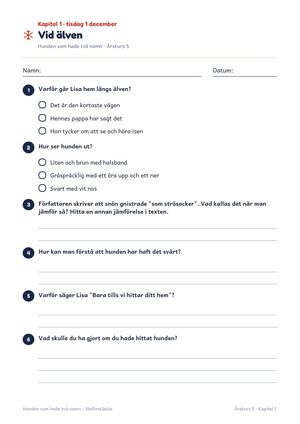 Kapitel 1 · tisdag 1 december
Vid älven
Hunden som hade två namn · Årskurs 5
Namn:
Datum:
1 Varför går Lisa hem längs älven?
Det är den kortaste vägen
Hennes pappa har sagt det
Hon tycker om att se och höra isen
2 Hur ser hunden ut?
Liten och brun med halsband
Gråspräcklig med ett öra upp och ett ner
Svart med vit nos
3 Författaren skriver att snön gnistrade "som strösocker". Vad kallas det när man
jämför så? Hitta en annan jämförelse i texten.
4 Hur kan man förstå att hunden har haft det svårt?
5 Varför säger Lisa "Bara tills vi hittar ditt hem"?
6 Vad skulle du ha gjort om du hade hittat hunden?
Hunden som hade två namn – läsförståelse
Årskurs 5 · Kapitel 1